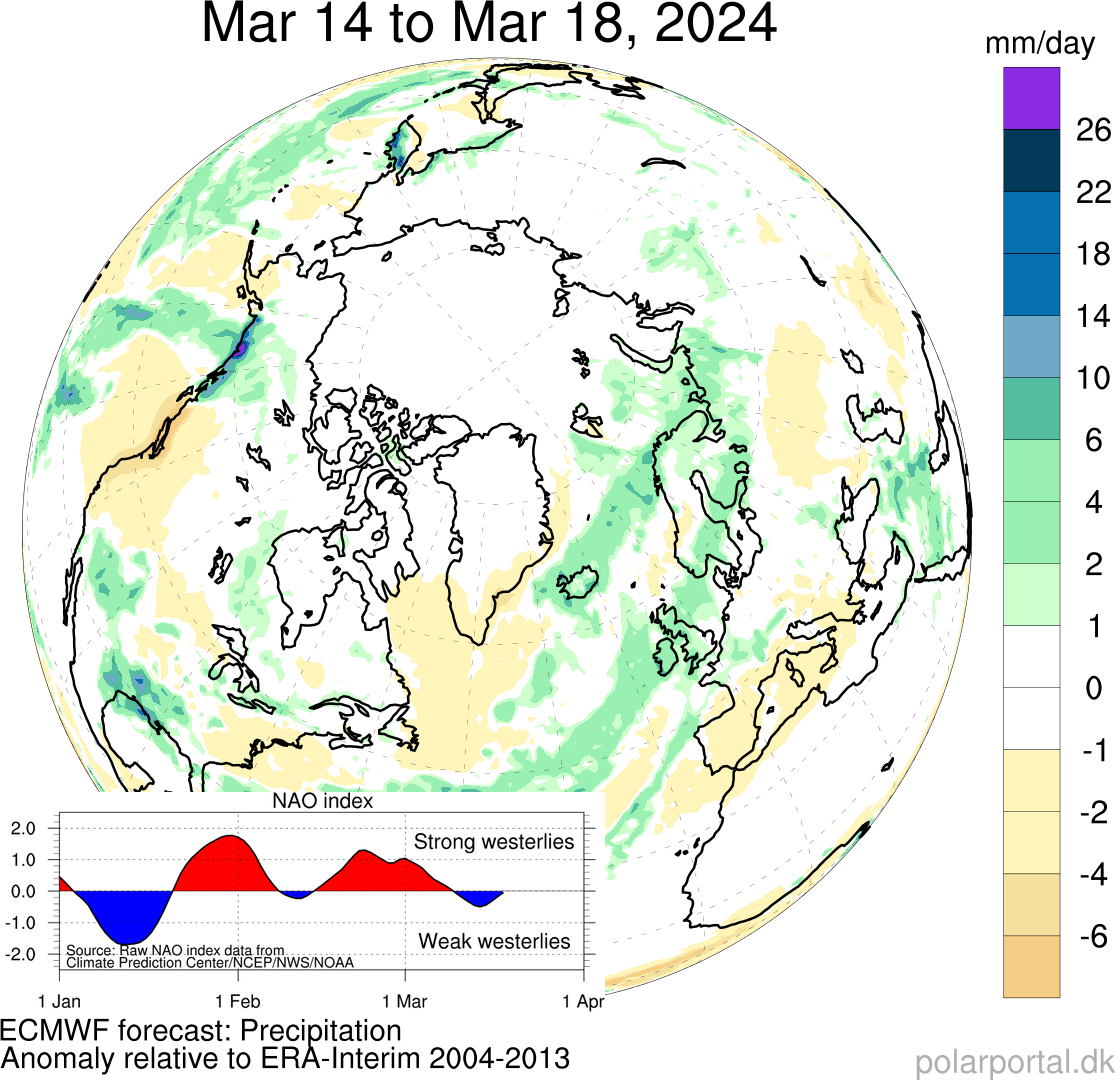 Mar 14 to Mar 18, 2024
mm/day
26
22
18
14
10
6
4
2
1
0
-1
-2
-4
-6
NAO index
2.0
1.0
0.0
-1.0
-2.0
Strong westerlies
Weak westerlies
Source: Raw NAO index data from
Climate Prediction Center/NCEP/NWS/NOAA
1 Jan 1 Feb 1 Mar 1 Apr
ECMWF forecast: Precipitation
Anomaly relative to ERA-Interim 2004-2013
polarportal.dk